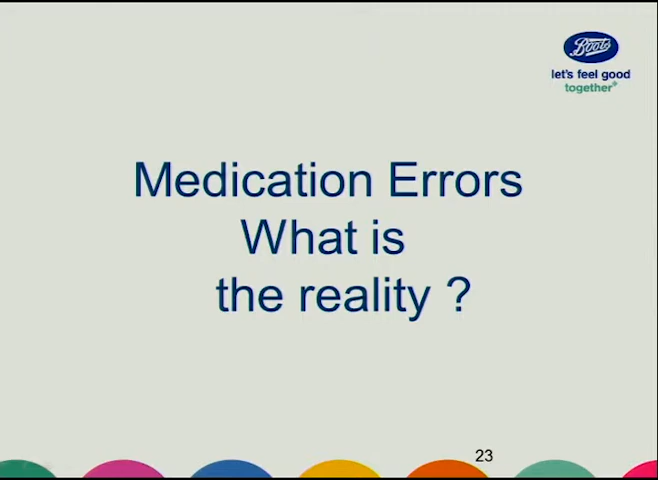 Boots
let's feel good
together
Medication Errors
What is
the reality ?
23